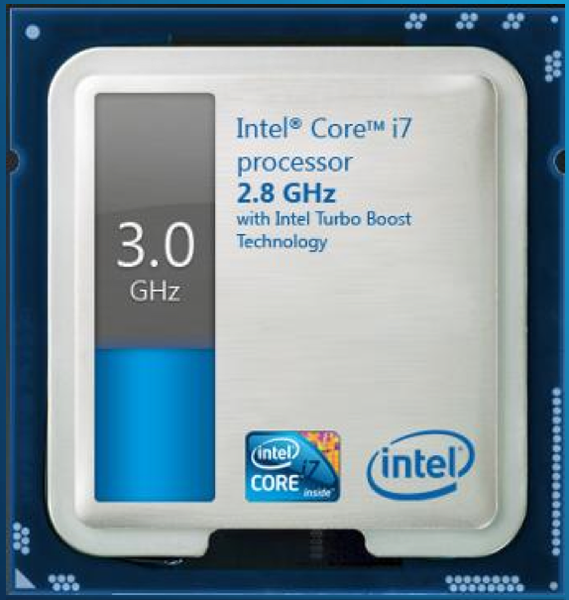 Intel® Core™ i7
processor
2.8 GHz
with Intel Turbo Boost
Technology
3.0
GHz
intel
i7
CORE
inside™
intel®